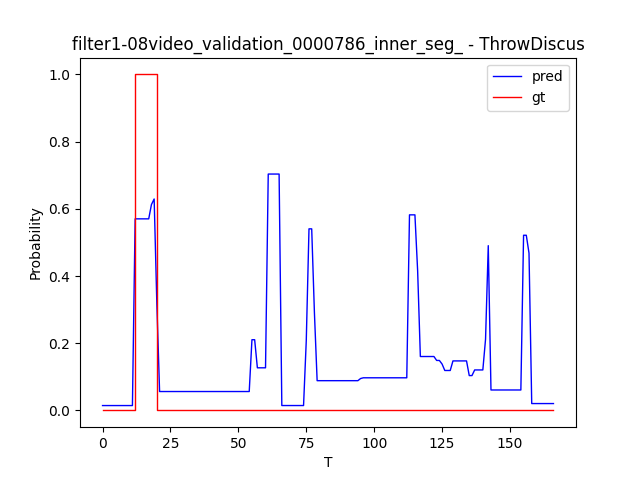 filter1-08video_validation_0000786_inner_seg_ - ThrowDiscus
pred
gt
1.0
0.8
0.6
0.4
0.2
0.0
Probability
0 25 50 75 100 125 150
T